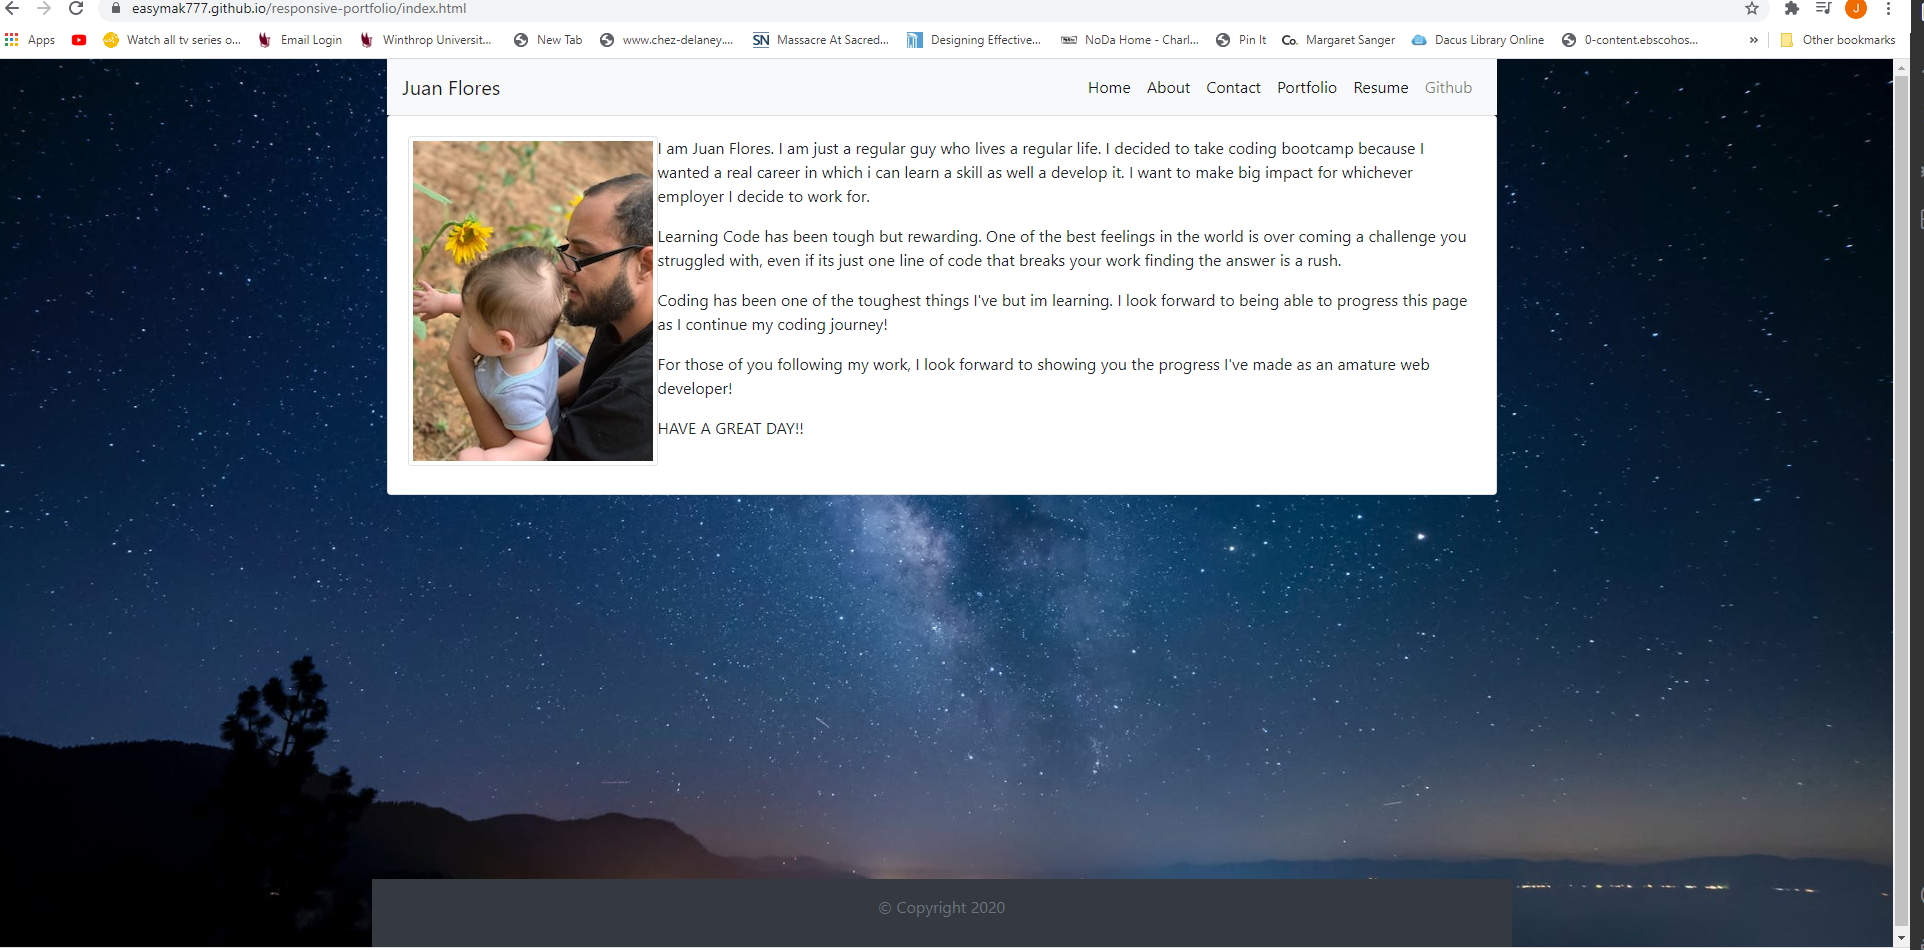 easymak777.github.io/responsive-portfolio/index.html
Apps Watch all tv series o... Email Login Winthrop Universit... New Tab www.chez-delaney.... SN Massacre At Sacred... Designing Effective... NoDa Home - Charl... Pin It Co. Margaret Sanger Dacus Library Online 0-content.ebscohos... » Other bookmarks
Juan Flores Home About Contact Portfolio Resume Github
I am Juan Flores. I am just a regular guy who lives a regular life. I decided to take coding bootcamp because I
wanted a real career in which i can learn a skill as well a develop it. I want to make big impact for whichever
employer I decide to work for.
Learning Code has been tough but rewarding. One of the best feelings in the world is over coming a challenge you
struggled with, even if its just one line of code that breaks your work finding the answer is a rush.
Coding has been one of the toughest things I've but im learning. I look forward to being able to progress this page
as I continue my coding journey!
For those of you following my work, I look forward to showing you the progress I've made as an amature web
developer!
HAVE A GREAT DAY!!
© Copyright 2020